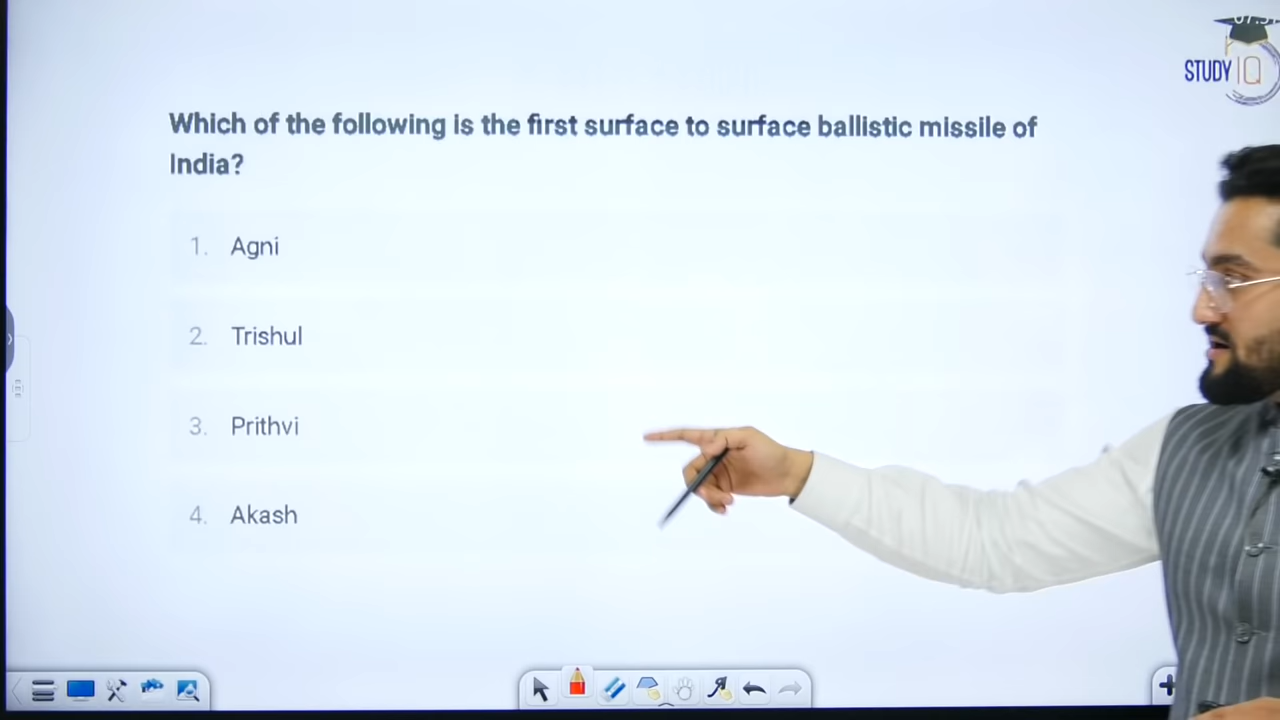 STUDY IQ
Which of the following is the first surface to surface ballistic missile of
India?
1. Agni
2. Trishul
3. Prithvi
4. Akash